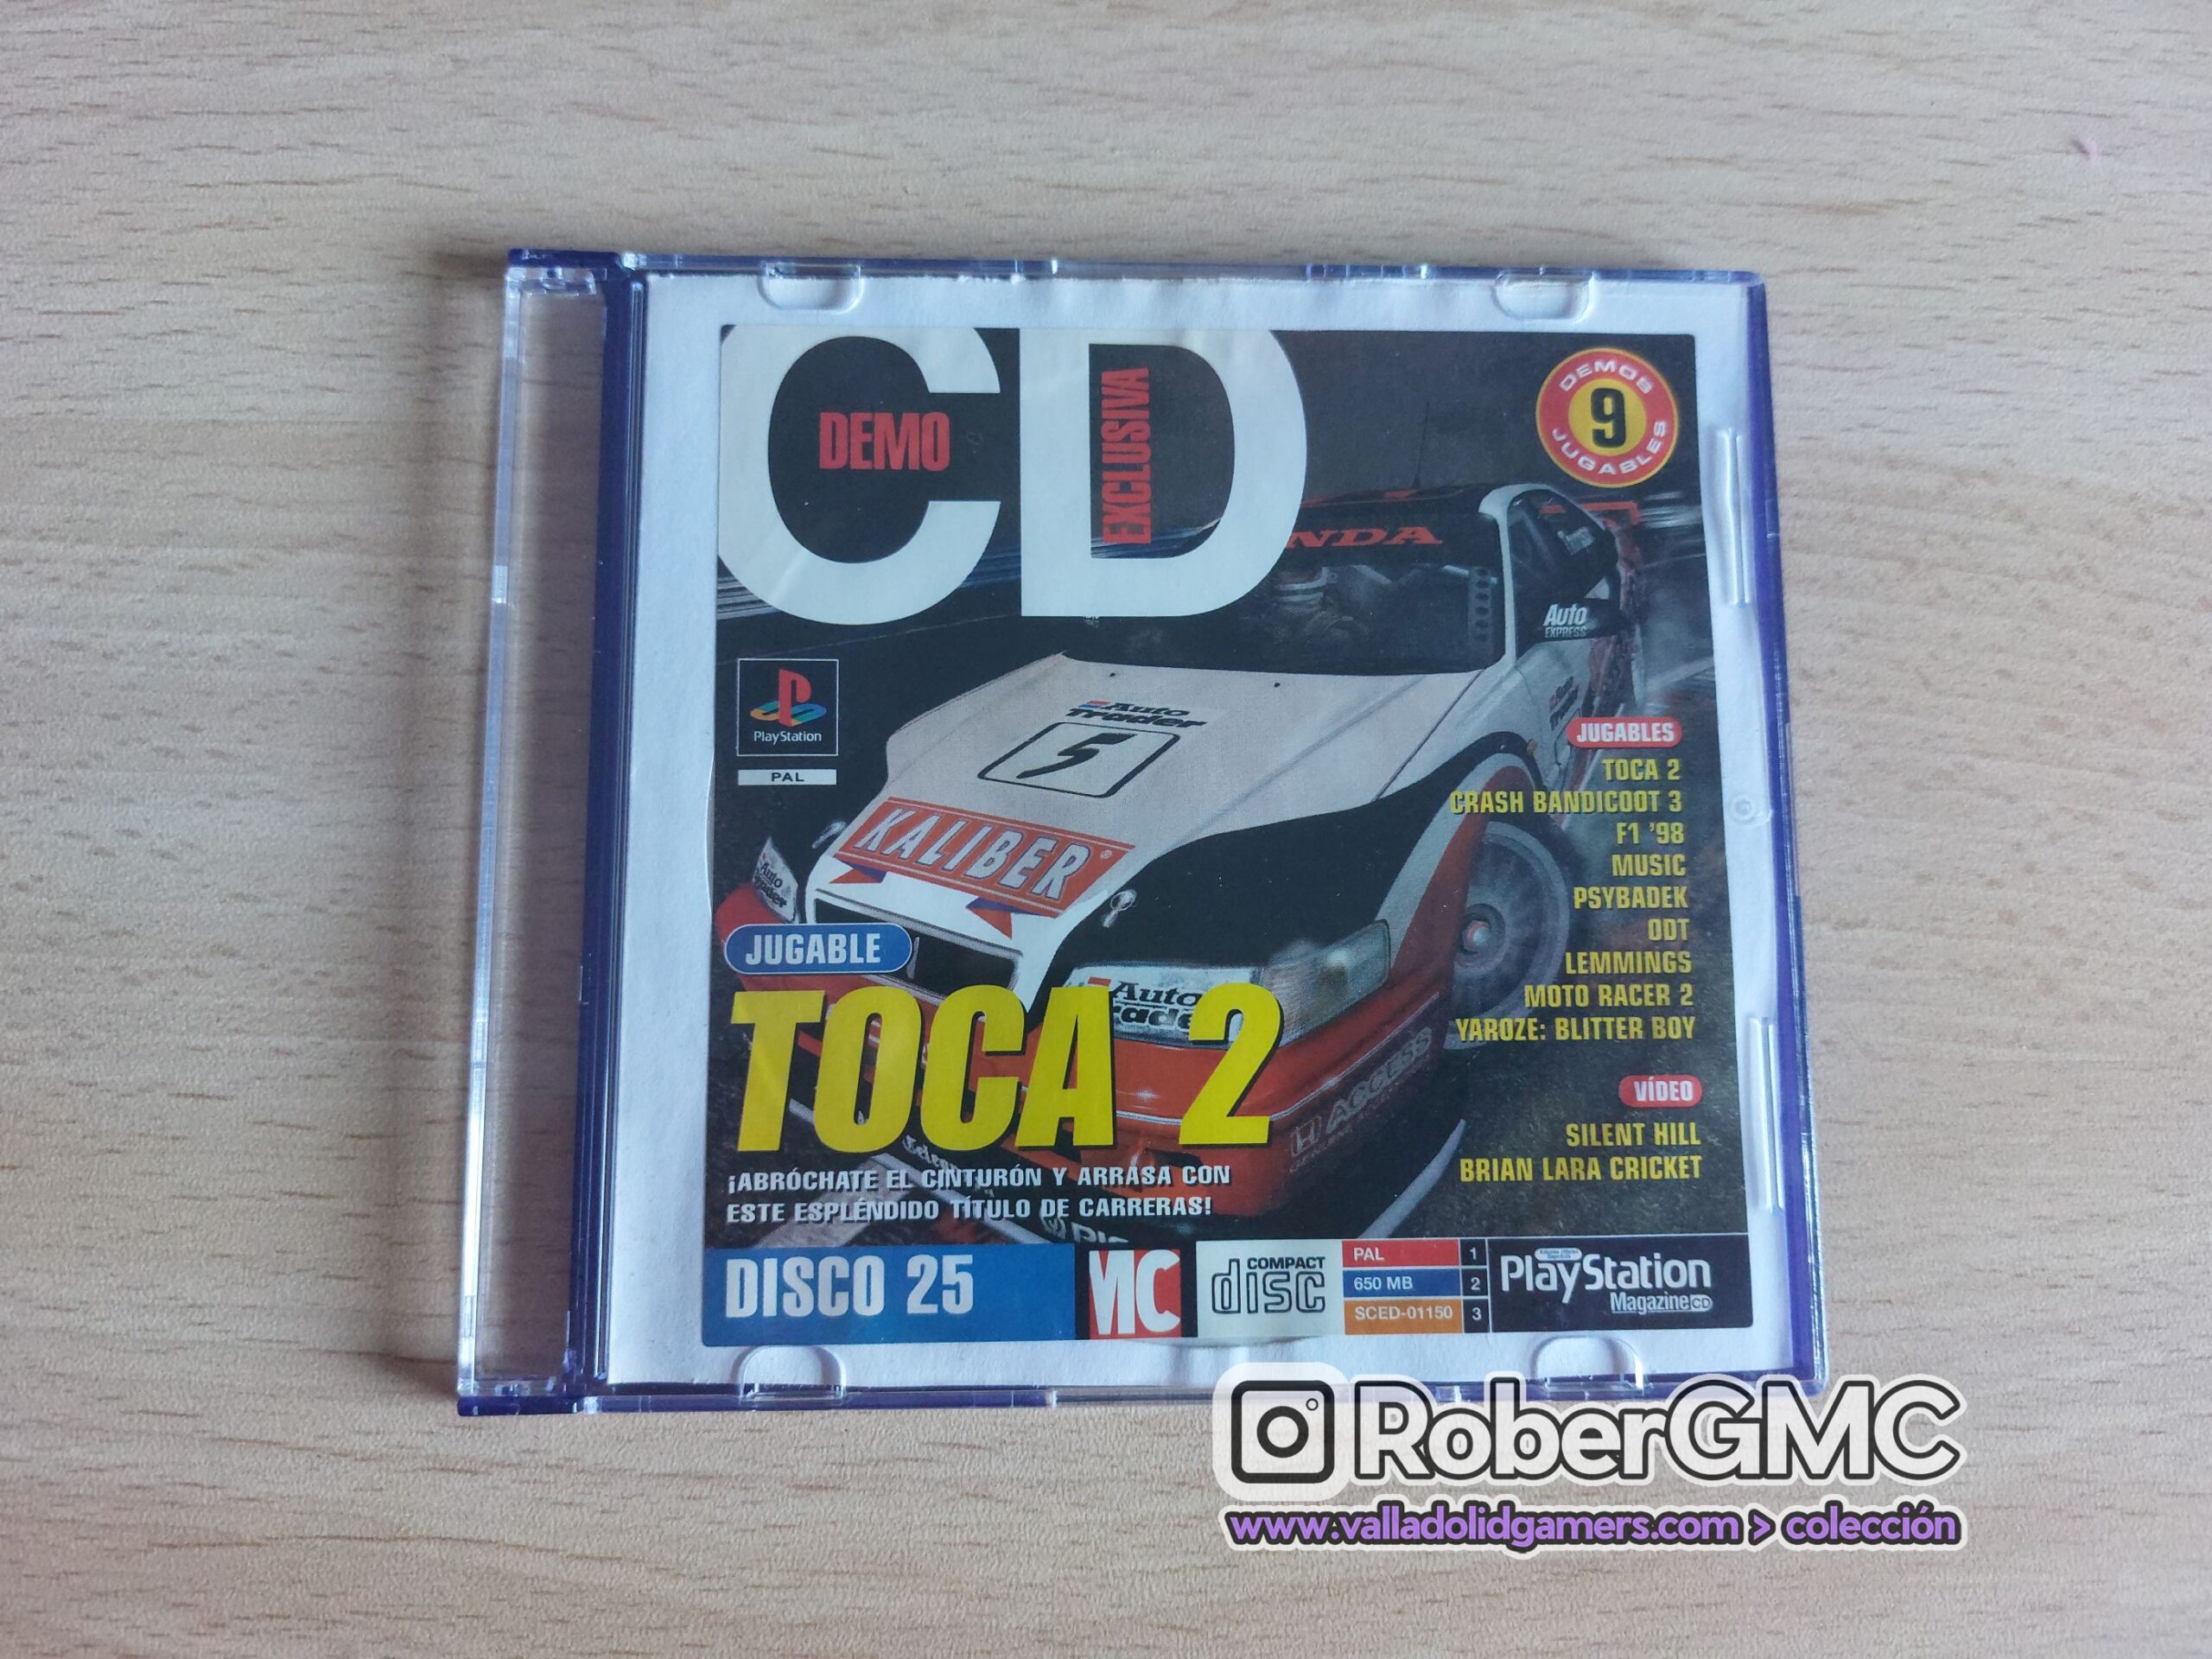 CD
DEMO
EXCLUSIVA
DEMOS
9
JUGABLES
NDA
Auto
EXPRESS
PlayStation
PAL
Auto
Trader
5
KALIBER
JUGABLES
TOCA 2
CRASH BANDICOOT 3
F1 '98
MUSIC
PSYBADEK
ODT
LEMMINGS
MOTO RACER 2
YAROZE: BLITTER BOY
VÍDEO
SILENT HILL
BRIAN LARA CRICKET
JUGABLE
Auto
TOCA 2
ACCESS
¡ABRÓCHATE EL CINTURÓN Y ARRASA CON
ESTE ESPLÉNDIDO TÍTULO DE CARRERAS!
DISCO 25
MC
COMPACT
disc
PAL 1
650 MB 2
SCED-01150 3
PlayStation
Magazine CD
RoberGMC
www.valladolidgamers.com > colección